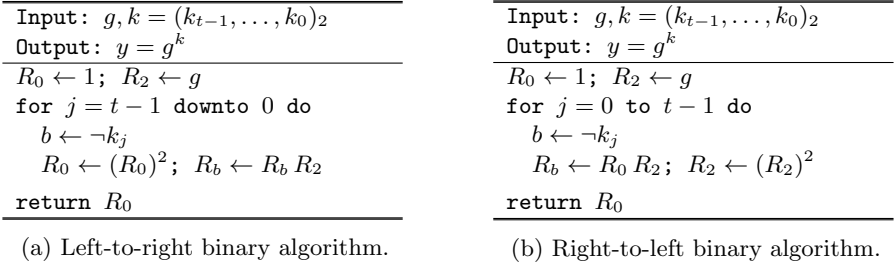 Input: g, k = (k_{t−1}, . . . , k_0)_2
Output: y = g^k
R_0 ← 1; R_2 ← g
for j = t − 1 downto 0 do
b ← ¬k_j
R_0 ← (R_0)^2; R_b ← R_b R_2
return R_0
(a) Left-to-right binary algorithm.
Input: g, k = (k_{t−1}, . . . , k_0)_2
Output: y = g^k
R_0 ← 1; R_2 ← g
for j = 0 to t − 1 do
b ← ¬k_j
R_b ← R_0 R_2; R_2 ← (R_2)^2
return R_0
(b) Right-to-left binary algorithm.